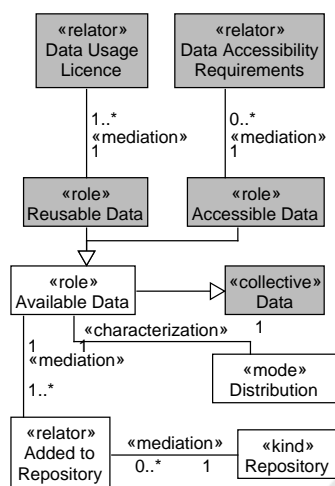 «relator»
Data Usage
Licence
«relator»
Data Accessibility
Requirements
1..*
«mediation»
1
0..*
«mediation»
1
«role»
Reusable Data
«role»
Accessible Data
«role»
Available Data
«collective»
Data
«characterization»
1
1
1
«mediation»
1..*
«mode»
Distribution
«relator»
Added to
Repository
«mediation»
0..*
1
«kind»
Repository